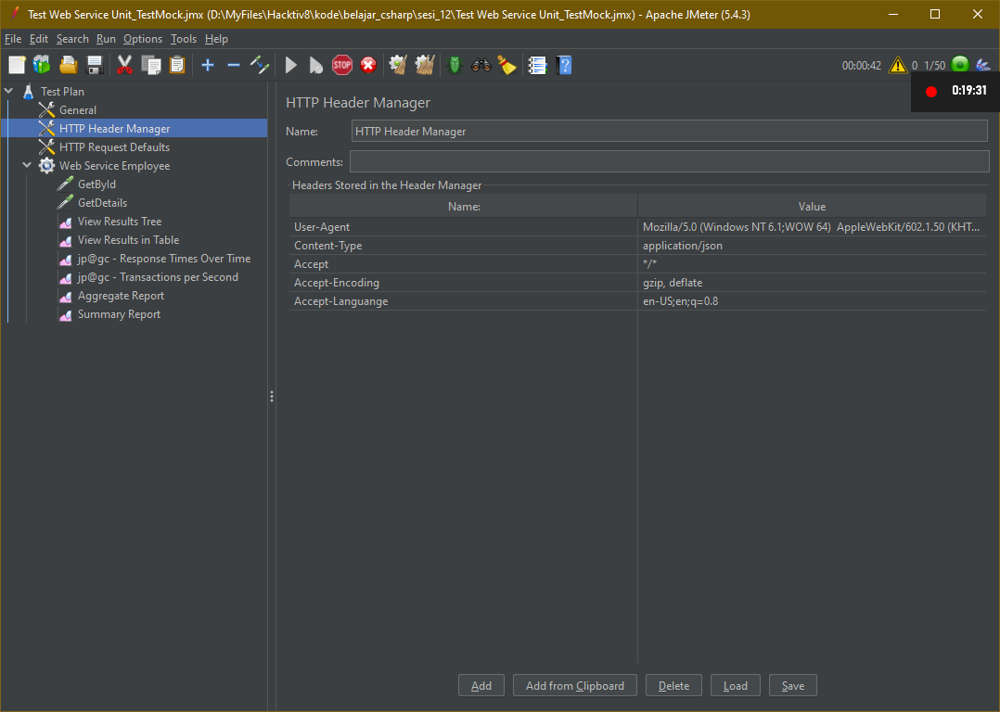 Test Web Service Unit_TestMock.jmx (D:\MyFiles\Hacktiv8\kode\belajar_csharp\sesi_12\Test Web Service Unit_TestMock.jmx) - Apache JMeter (5.4.3)
File Edit Search Run Options Tools Help
STOP 00:00:42 0 1/50
0:19:31
Test Plan
General
HTTP Header Manager
HTTP Request Defaults
Web Service Employee
GetById
GetDetails
View Results Tree
View Results in Table
jp@gc - Response Times Over Time
jp@gc - Transactions per Second
Aggregate Report
Summary Report
HTTP Header Manager
Name: HTTP Header Manager
Comments:
Headers Stored in the Header Manager
Name: Value
User-Agent Mozilla/5.0 (Windows NT 6.1;WOW 64) AppleWebKit/602.1.50 (KHT...
Content-Type application/json
Accept */*
Accept-Encoding gzip, deflate
Accept-Languange en-US;en;q=0.8
Add Add from Clipboard Delete Load Save